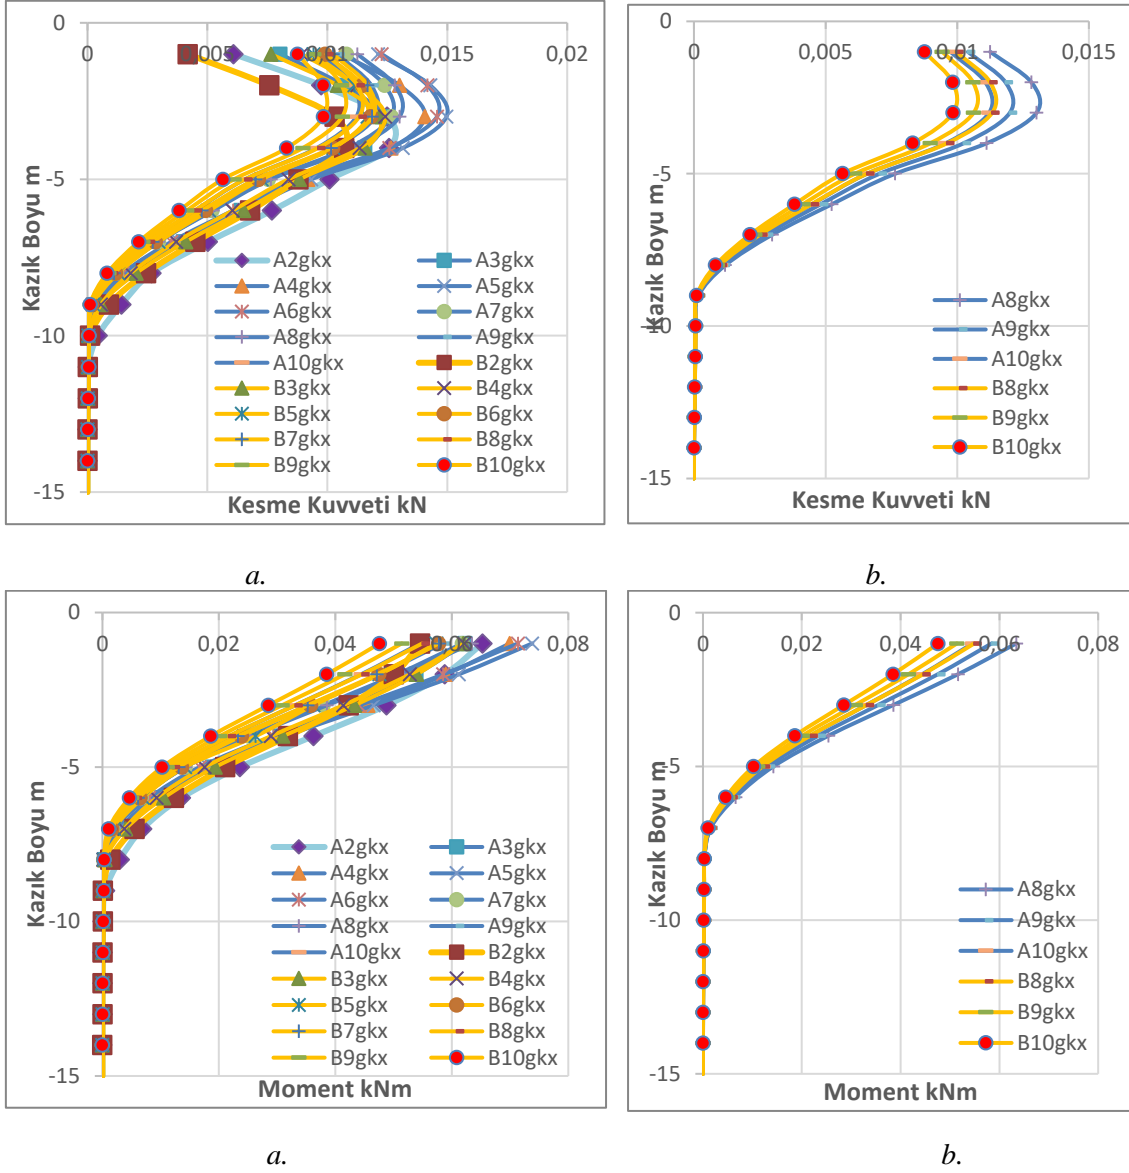 0
0 0,005 0,01 0,015 0,02
-5
-10
-15
Kazık Boyu m
A2gkx A3gkx
A4gkx A5gkx
A6gkx A7gkx
A8gkx A9gkx
A10gkx B2gkx
B3gkx B4gkx
B5gkx B6gkx
B7gkx B8gkx
B9gkx B10gkx
Kesme Kuvveti kN
a.
0
0 0,005 0,01 0,015
-5
-10
-15
Kazık Boyu m
A8gkx
A9gkx
A10gkx
B8gkx
B9gkx
B10gkx
Kesme Kuvveti kN
b.
0
0 0,02 0,04 0,06 0,08
-5
-10
-15
Kazık Boyu m
A2gkx A3gkx
A4gkx A5gkx
A6gkx A7gkx
A8gkx A9gkx
A10gkx B2gkx
B3gkx B4gkx
B5gkx B6gkx
B7gkx B8gkx
B9gkx B10gkx
Moment kNm
a.
0
0 0,02 0,04 0,06 0,08
-5
-10
-15
Kazık Boyu m
A8gkx
A9gkx
A10gkx
B8gkx
B9gkx
B10gkx
Moment kNm
b.